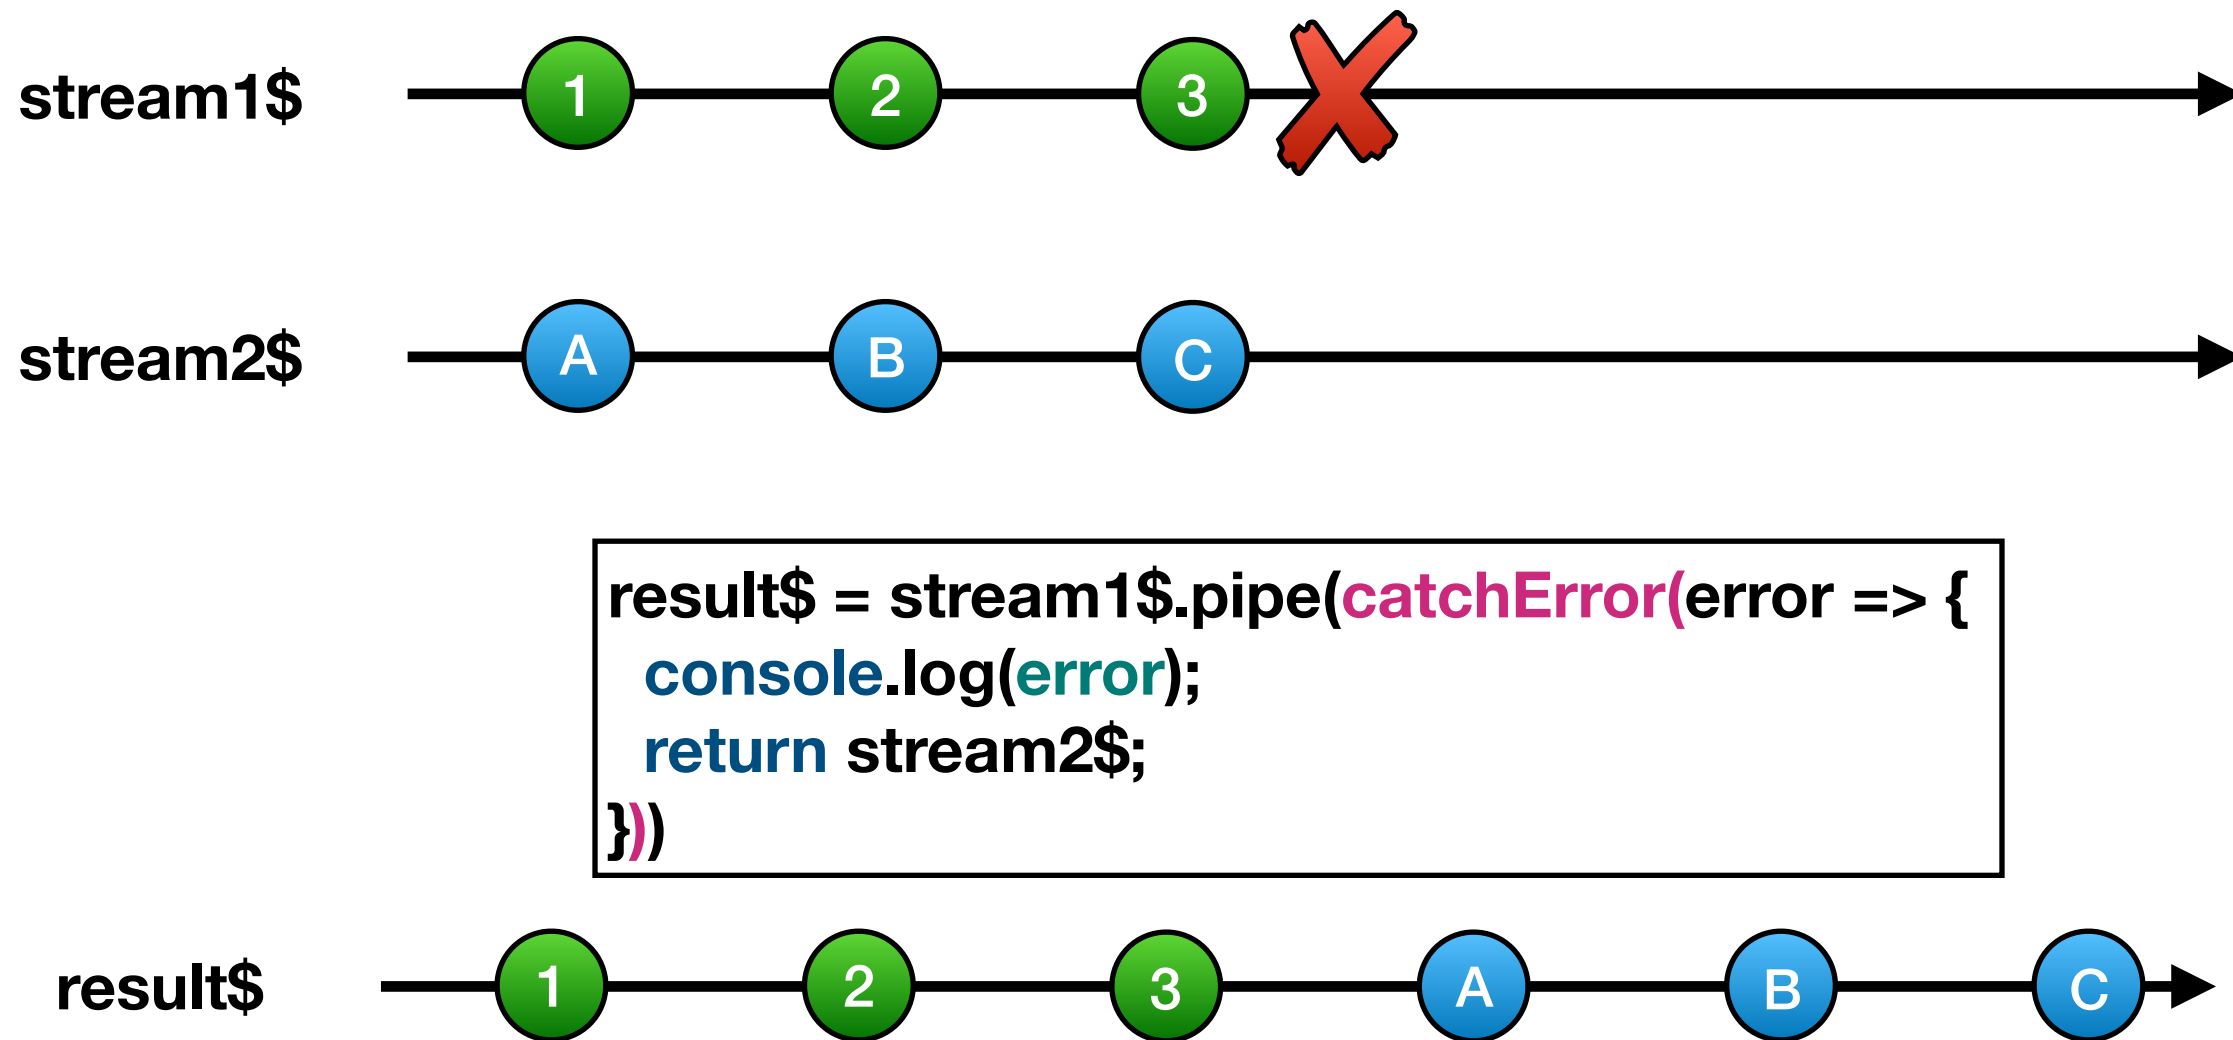 stream1$ 1 2 3
stream2$ A B C
result$ = stream1$.pipe(catchError(error => {
console.log(error);
return stream2$;
}))
result$ 1 2 3 A B C